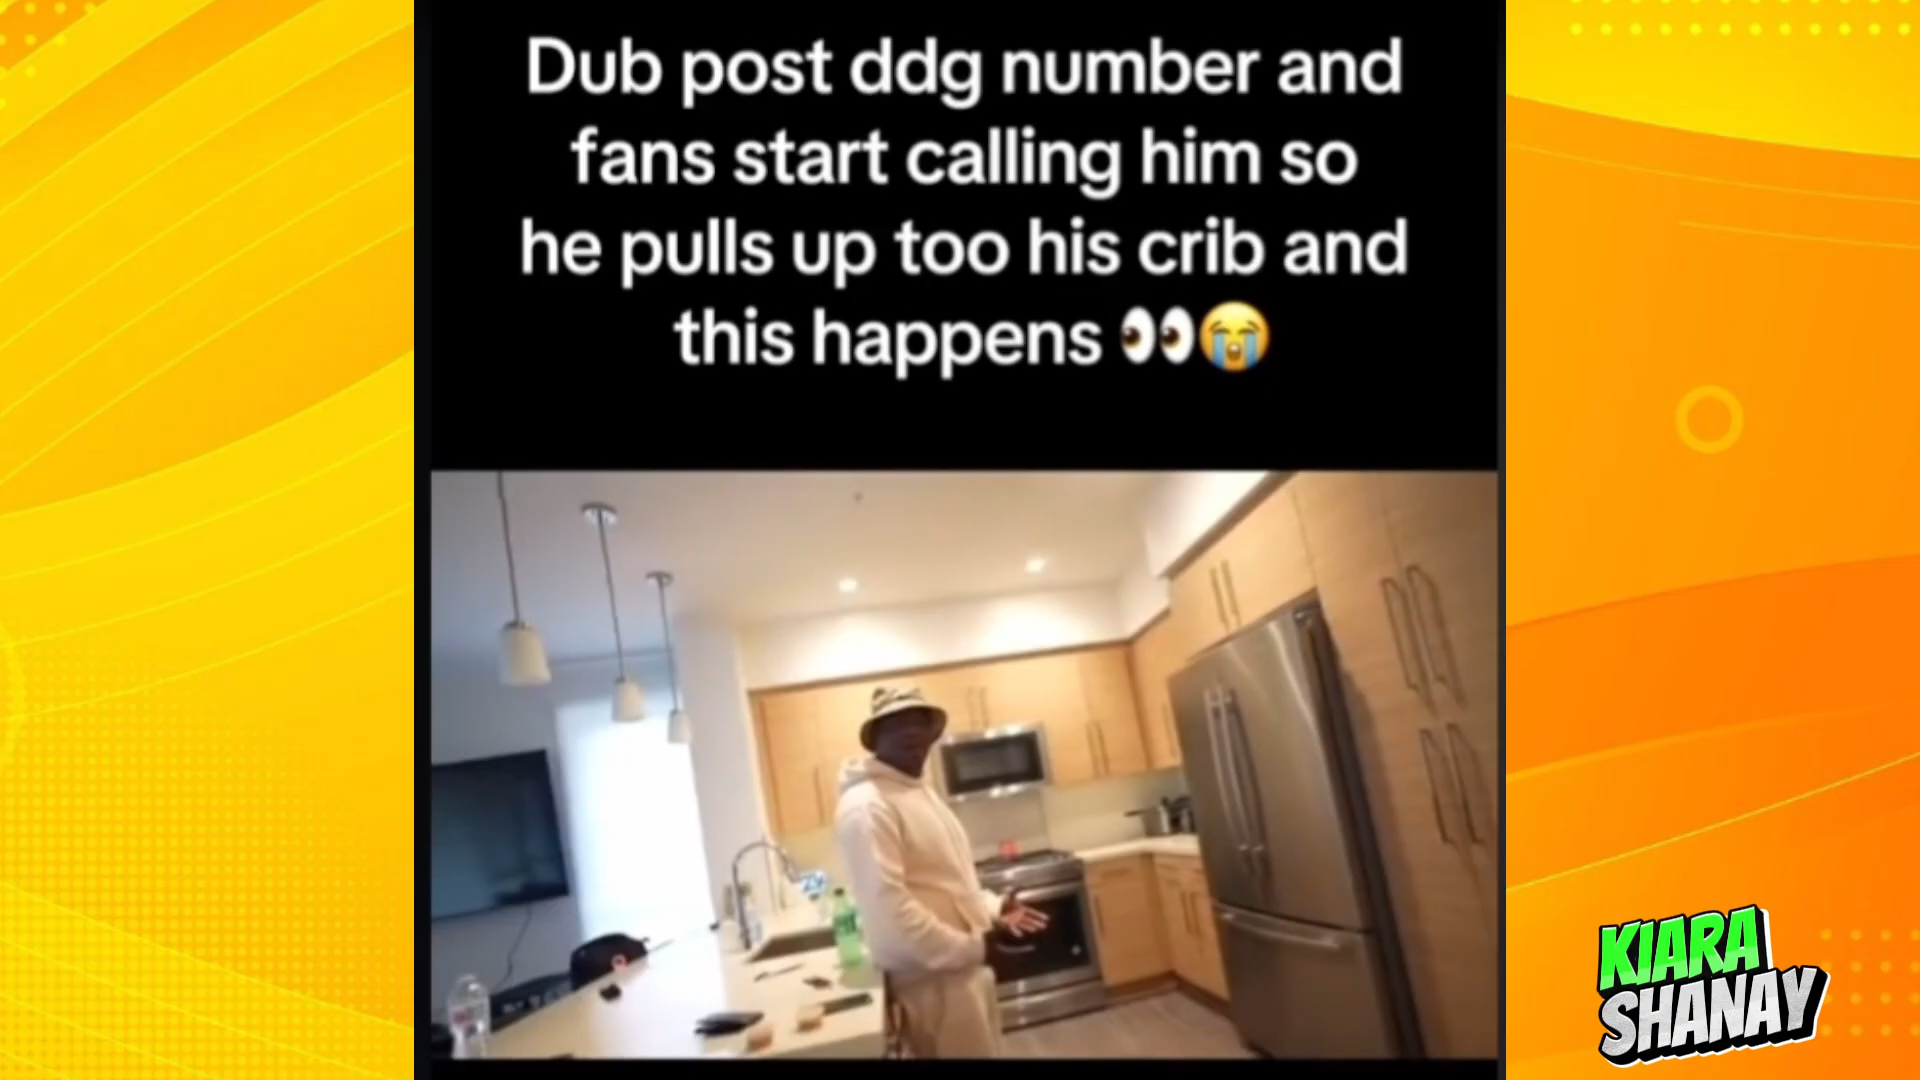 Dub post ddg number and
fans start calling him so
he pulls up too his crib and
this happens 👀😭
KIARA
SHANAY